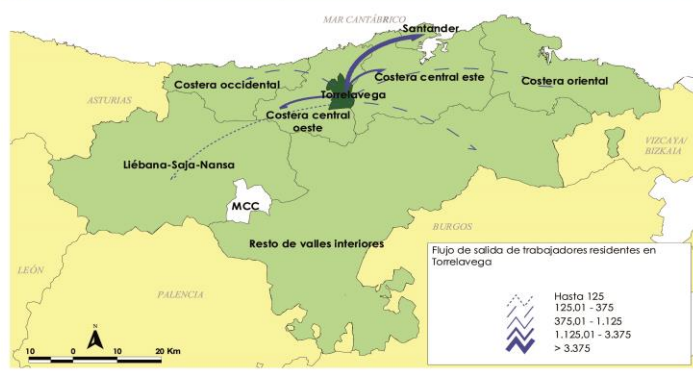 MAR CANTÁBRICO
Santander
Costera central este
Costera occidental
Costera oriental
Torrelavega
ASTURIAS
Costera central
oeste
VIZCAYA/
BIZKAIA
Liébana-Saja-Nansa
MCC
BURGOS
Resto de valles interiores
LEÓN
PALENCIA
Flujo de salida de trabajadores residentes en
Torrelavega
Hasta 125
125,01 - 375
375,01 - 1.125
1.125,01 - 3.375
> 3.375
N
10 0 10 20 Km